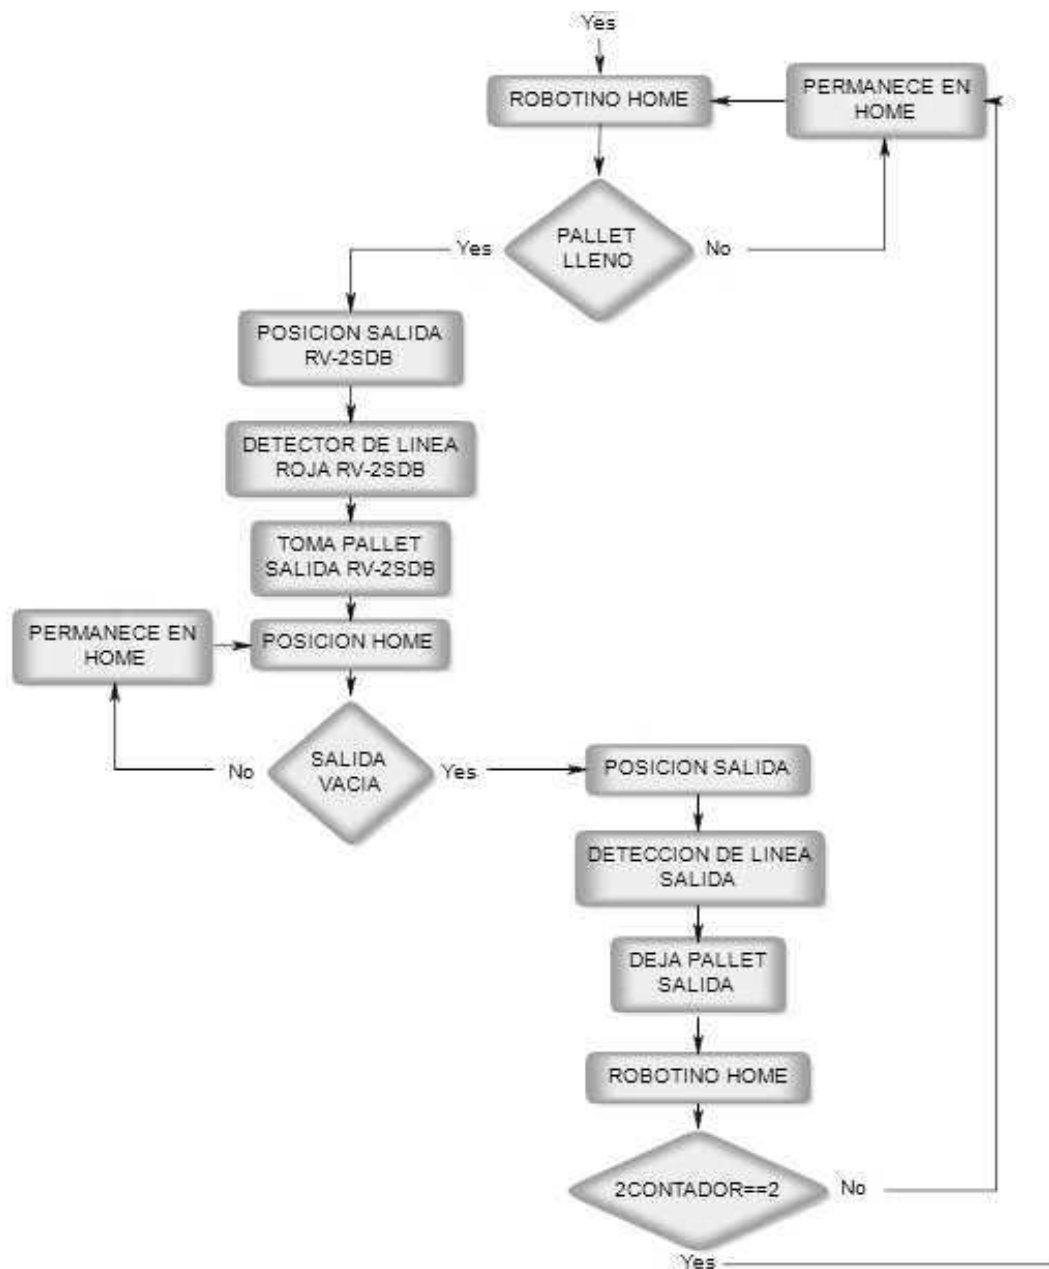 Yes
ROBOTINO HOME
PERMANECE EN
HOME
PALLET
LLENO
Yes
No
POSICION SALIDA
RV-2SDB
DETECTOR DE LINEA
ROJA RV-2SDB
TOMA PALLET
SALIDA RV-2SDB
PERMANECE EN
HOME
POSICION HOME
SALIDA
VACIA
No
Yes
POSICION SALIDA
DETECCION DE LINEA
SALIDA
DEJA PALLET
SALIDA
ROBOTINO HOME
2CONTADOR==2
No
Yes